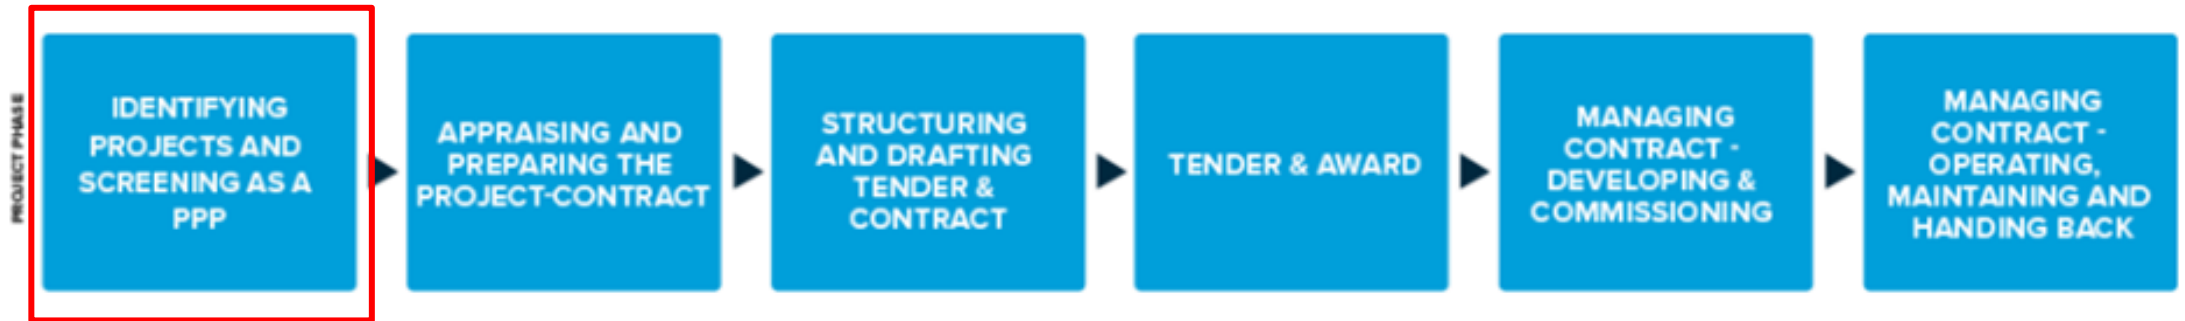 PROJECT PHASE
IDENTIFYING
PROJECTS AND
SCREENING AS A
PPP
APPRAISING AND
PREPARING THE
PROJECT-CONTRACT
STRUCTURING
AND DRAFTING
TENDER &
CONTRACT
TENDER & AWARD
MANAGING
CONTRACT -
DEVELOPING &
COMMISSIONING
MANAGING
CONTRACT -
OPERATING,
MAINTAINING AND
HANDING BACK